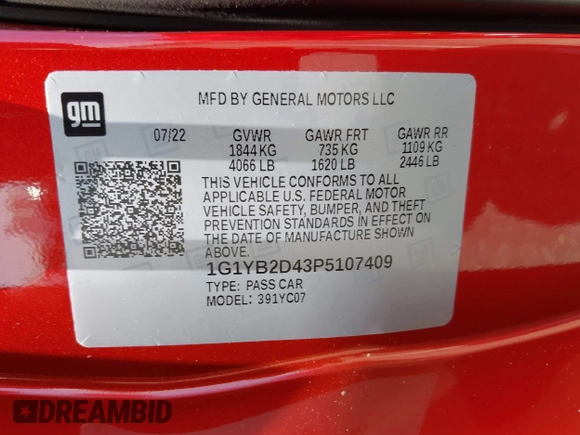 gm
MFD BY GENERAL MOTORS LLC
07/22 GVWR GAWR FRT GAWR RR
1844 KG 735 KG 1109 KG
4066 LB 1620 LB 2446 LB
THIS VEHICLE CONFORMS TO ALL
APPLICABLE U.S. FEDERAL MOTOR
VEHICLE SAFETY, BUMPER, AND THEFT
PREVENTION STANDARDS IN EFFECT ON
THE DATE OF MANUFACTURE SHOWN
ABOVE.
1G1YB2D43P5107409
TYPE: PASS CAR
MODEL: 391YC07
DREAMBID